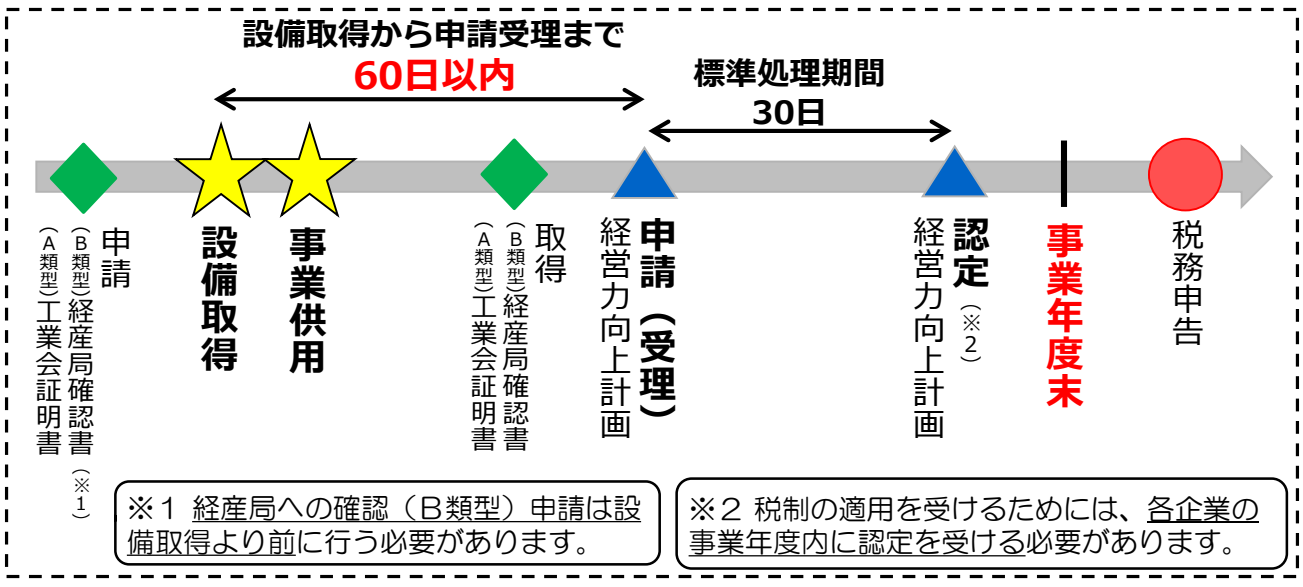 設備取得から申請受理まで
60日以内
標準処理期間
30日
申請
（Ｂ類型）経産局確認書（※１）
（Ａ類型）工業会証明書
設備取得
事業供用
取得
（Ｂ類型）経産局確認書
（Ａ類型）工業会証明書
申請（受理）
経営力向上計画
認定（※２）
経営力向上計画
事業年度末
税務申告
※１ 経産局への確認（Ｂ類型）申請は設
備取得より前に行う必要があります。
※２ 税制の適用を受けるためには、各企業の
事業年度内に認定を受ける必要があります。